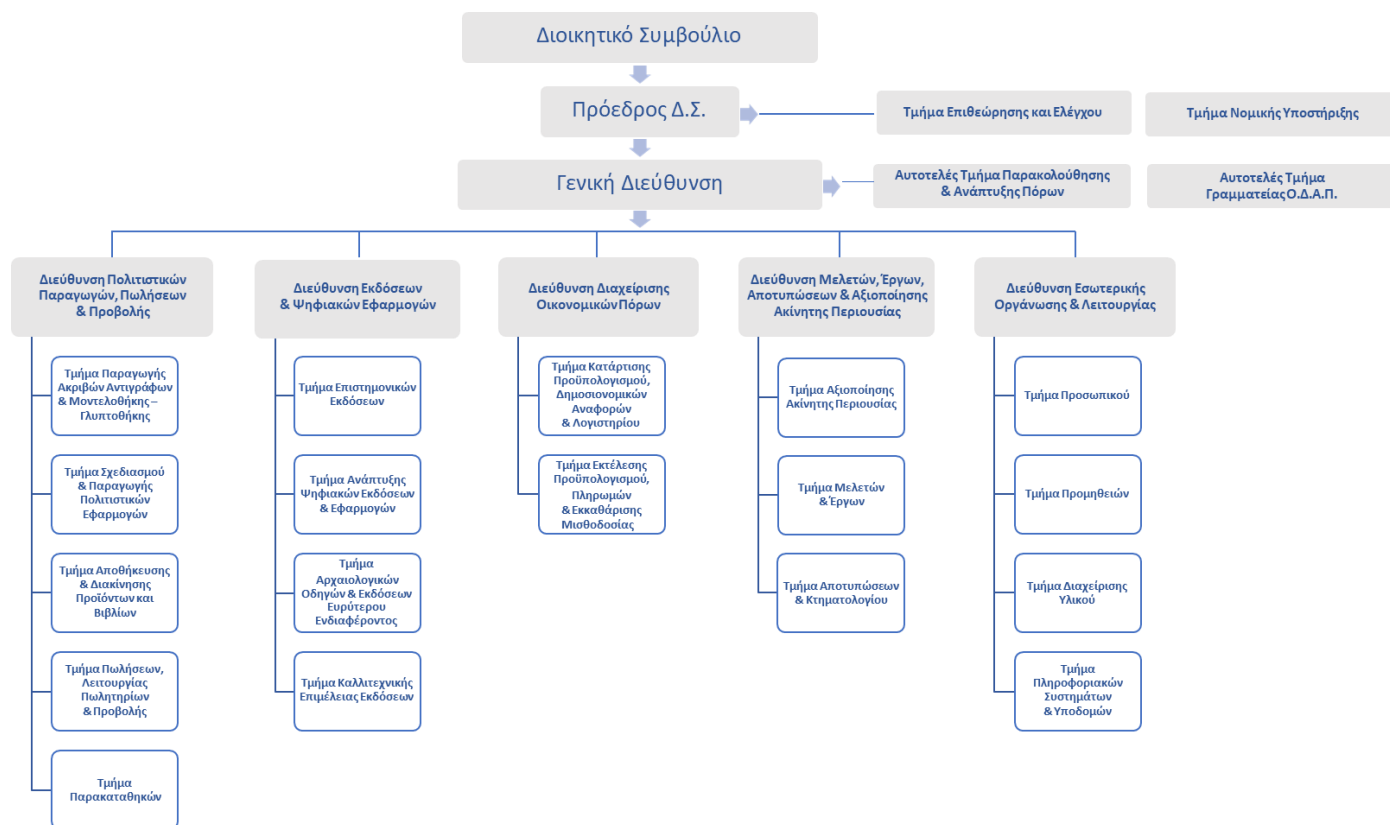 Διοικητικό Συμβούλιο
Πρόεδρος Δ.Σ.
Τμήμα Επιθεώρησης και Ελέγχου
Τμήμα Νομικής Υποστήριξης
Γενική Διεύθυνση
Αυτοτελές Τμήμα Παρακολούθησης
& Ανάπτυξης Πόρων
Αυτοτελές Τμήμα
Γραμματείας Ο.Δ.Α.Π.
Διεύθυνση Πολιτιστικών
Παραγωγών, Πωλήσεων
& Προβολής
Τμήμα Παραγωγής
Ακριβών Αντιγράφων
& Μοντελοθήκης –
Γλυπτοθήκης
Τμήμα Σχεδιασμού
& Παραγωγής
Πολιτιστικών
Εφαρμογών
Τμήμα Αποθήκευσης
& Διακίνησης
Προϊόντων και
Βιβλίων
Τμήμα Πωλήσεων,
Λειτουργίας
Πωλητηρίων
& Προβολής
Τμήμα
Παρακαταθηκών
Διεύθυνση Εκδόσεων
& Ψηφιακών Εφαρμογών
Τμήμα Επιστημονικών
Εκδόσεων
Τμήμα Ανάπτυξης
Ψηφιακών Εκδόσεων
& Εφαρμογών
Τμήμα
Αρχαιολογικών
Οδηγών & Εκδόσεων
Ευρύτερου
Ενδιαφέροντος
Τμήμα Καλλιτεχνικής
Επιμέλειας Εκδόσεων
Διεύθυνση Διαχείρισης
Οικονομικών Πόρων
Τμήμα Κατάρτισης
Προϋπολογισμού,
Δημοσιονομικών
Αναφορών
& Λογιστηρίου
Τμήμα Εκτέλεσης
Προϋπολογισμού,
Πληρωμών
& Εκκαθάρισης
Μισθοδοσίας
Διεύθυνση Μελετών, Έργων,
Αποτυπώσεων & Αξιοποίησης
Ακίνητης Περιουσίας
Τμήμα Αξιοποίησης
Ακίνητης Περιουσίας
Τμήμα Μελετών
& Έργων
Τμήμα Αποτυπώσεων
& Κτηματολογίου
Διεύθυνση Εσωτερικής
Οργάνωσης & Λειτουργίας
Τμήμα Προσωπικού
Τμήμα Προμηθειών
Τμήμα Διαχείρισης
Υλικού
Τμήμα
Πληροφοριακών
Συστημάτων
& Υποδομών